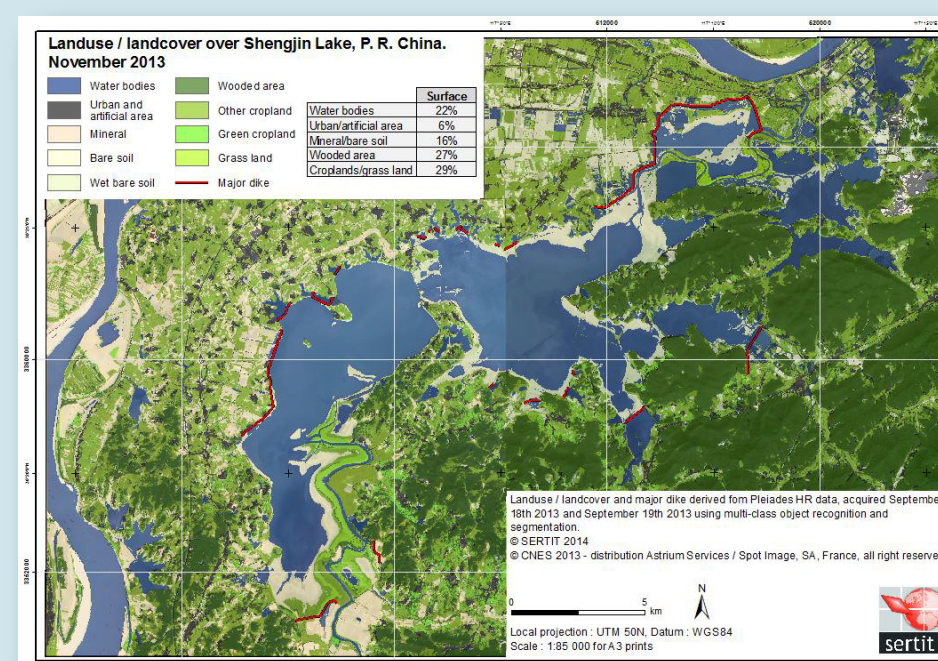 512000
520000
Landuse / landcover over Shengjin Lake, P. R. China.
November 2013
Water bodies
Urban and
artificial area
Mineral
Bare soil
Wet bare soil
Wooded area
Other cropland
Green cropland
Grass land
Major dike
Surface
Water bodies 22%
Urban/artificial area 6%
Mineral/bare soil 16%
Wooded area 27%
Croplands/grass land 29%
Landuse / landcover and major dike derived fom Pleiades HR data, acquired Septembe
18th 2013 and September 19th 2013 using multi-class object recognition and
segmentation.
© SERTIT 2014
© CNES 2013 - distribution Astrium Services / Spot Image, SA, France, all right reserve
N
0 5 km
Local projection : UTM 50N, Datum : WGS84
Scale : 1:85 000 for A3 prints
sertit